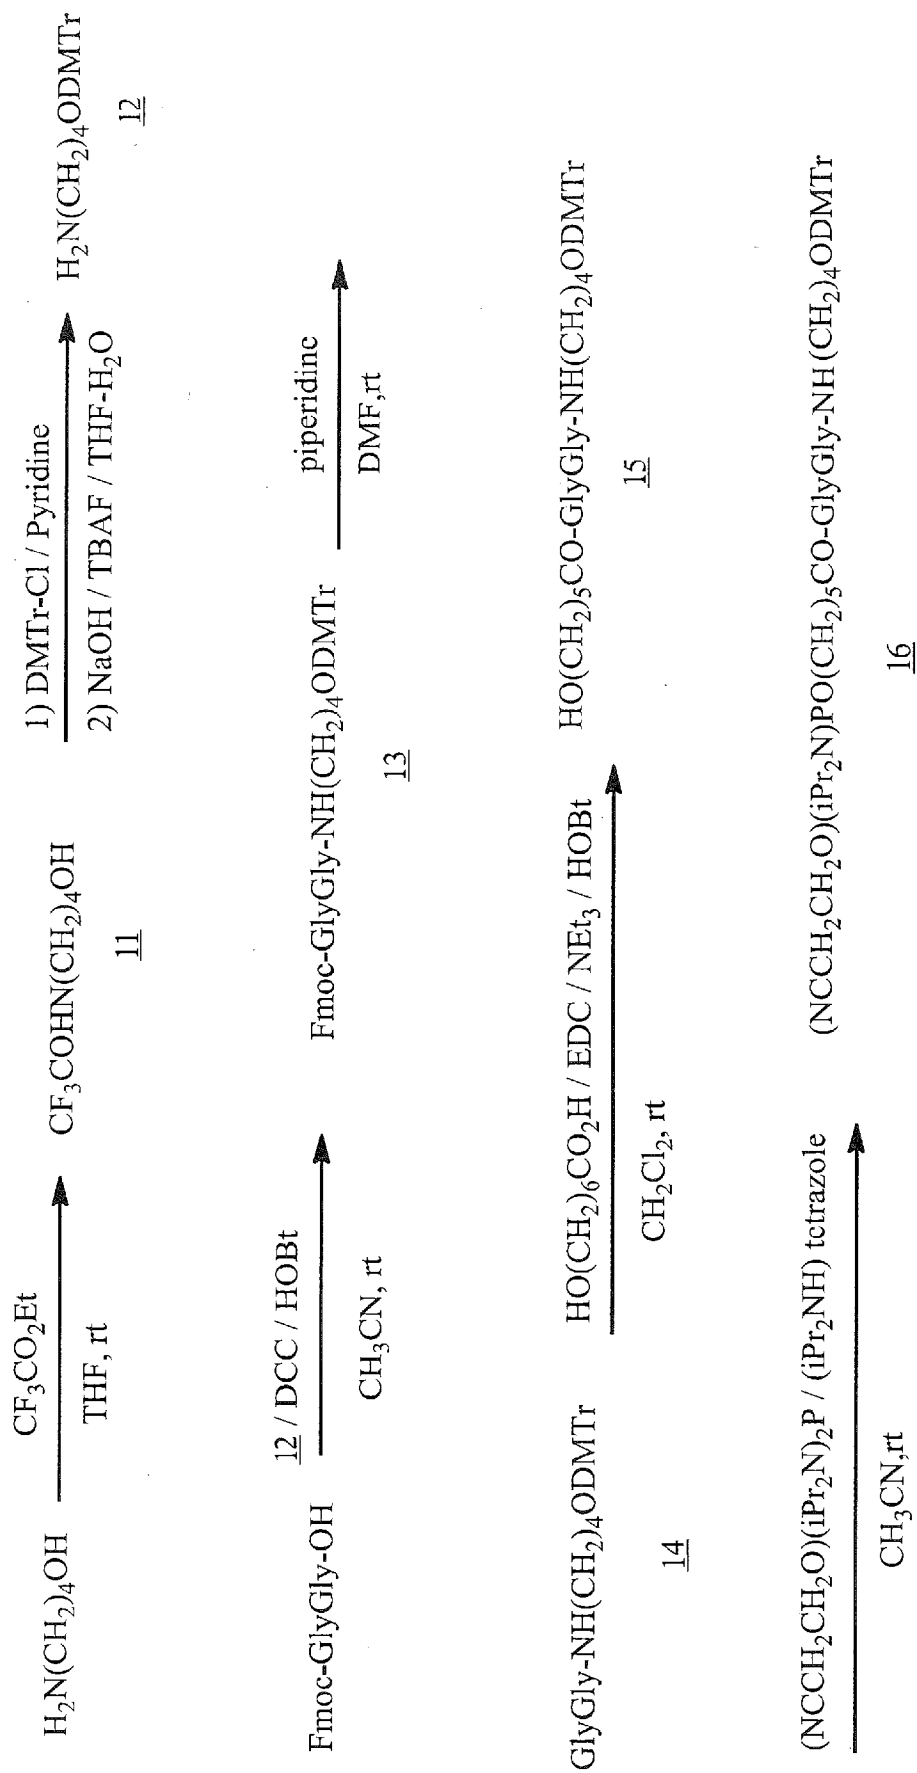 H2N(CH2)4OH
CF3CO2Et
THF, rt
CF3COHN(CH2)4OH
11
1) DMTr-Cl / Pyridine
2) NaOH / TBAF / THF-H2O
H2N(CH2)4ODMTr
12
Fmoc-GlyGly-OH
12 / DCC / HOBt
CH3CN, rt
Fmoc-GlyGly-NH(CH2)4ODMTr
13
piperidine
DMF,rt
GlyGly-NH(CH2)4ODMTr
14
HO(CH2)6CO2H / EDC / NEt3 / HOBt
CH2Cl2, rt
HO(CH2)5CO-GlyGly-NH(CH2)4ODMTr
15
(NCCH2CH2O)(iPr2N)2P / (iPr2NH) tetrazole
CH3CN,rt
(NCCH2CH2O)(iPr2N)PO(CH2)5CO-GlyGly-NH(CH2)4ODMTr
16